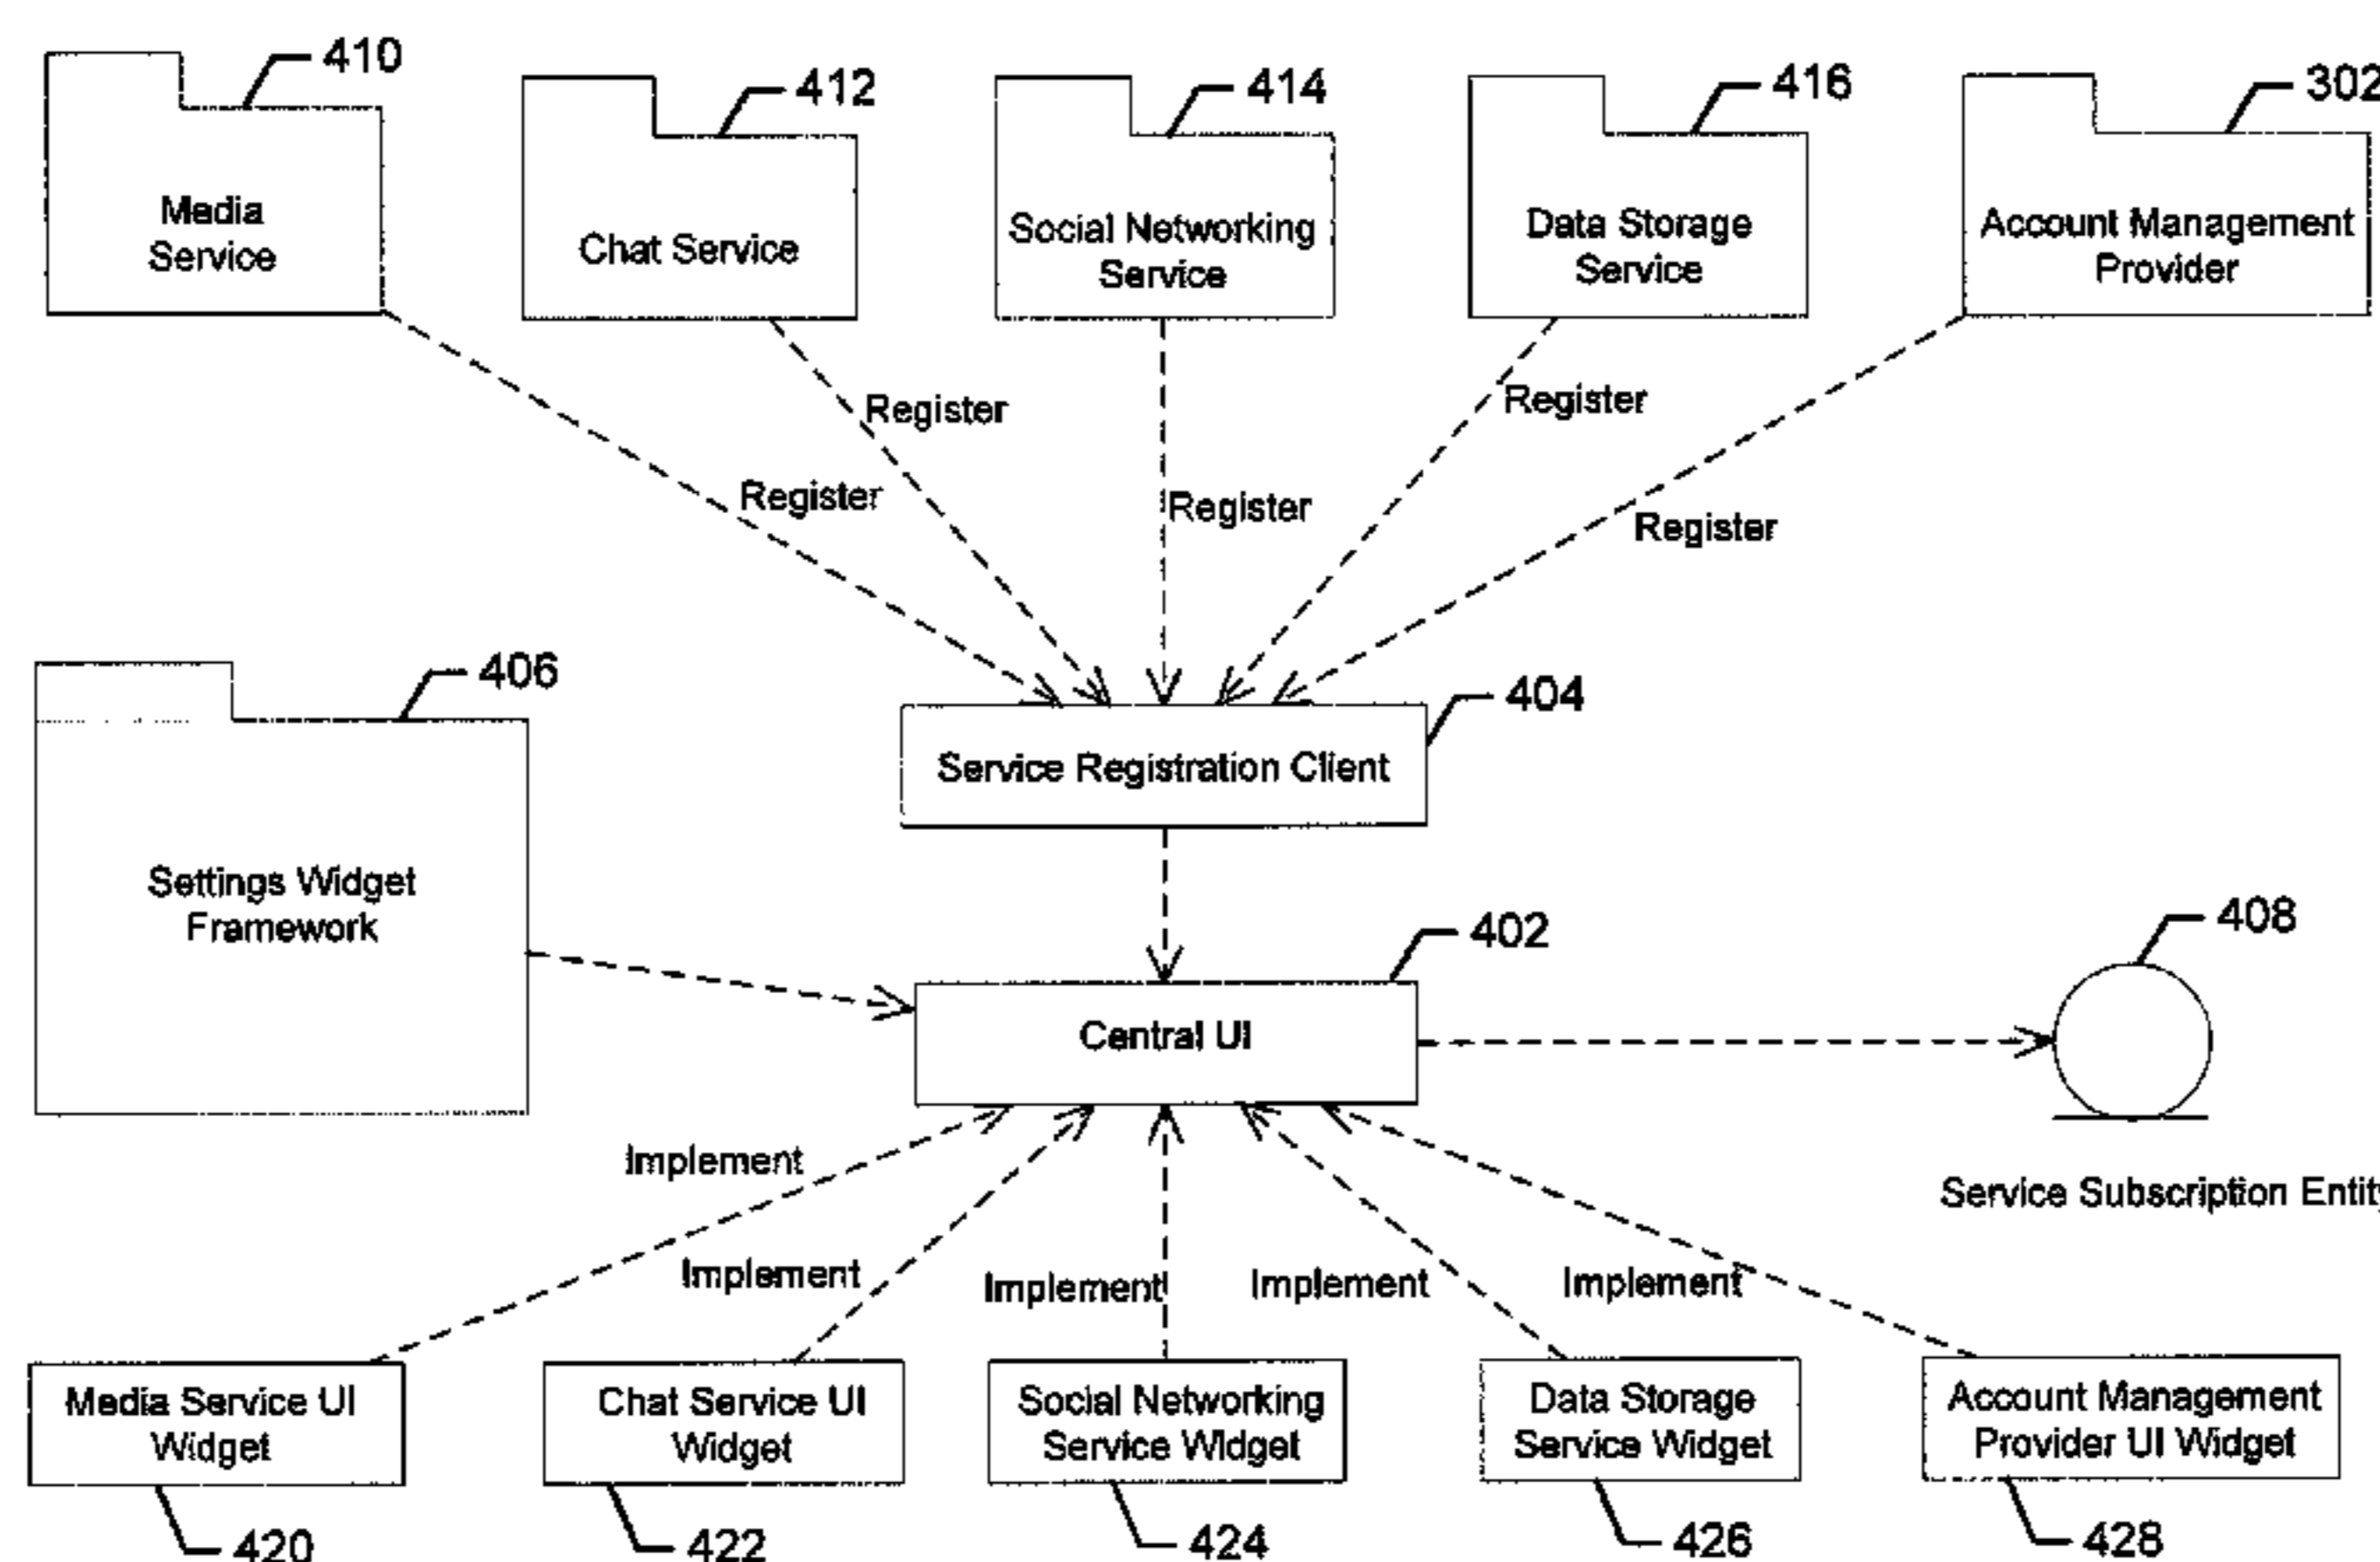 410
412
414
416
302
Media
Service
Chat Service
Social Networking
Service
Data Storage
Service
Account Management
Provider
Register
Register
Register
Register
Register
406
404
Service Registration Client
Settings Widget
Framework
402
408
Central UI
Service Subscription Entity
Implement
Implement
Implement
Implement
Implement
Media Service UI
Widget
Chat Service UI
Widget
Social Networking
Service Widget
Data Storage
Service Widget
Account Management
Provider UI Widget
420
422
424
426
428